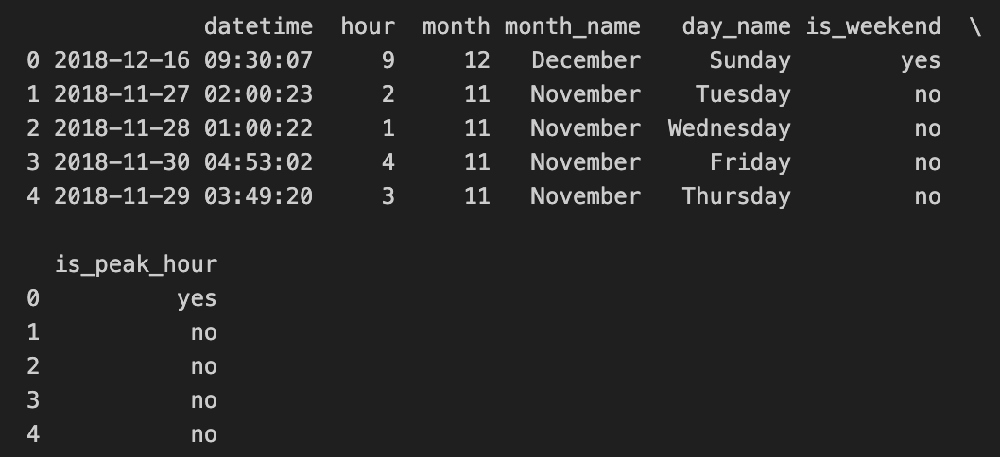 datetime hour month month_name day_name is_weekend \
0 2018-12-16 09:30:07 9 12 December Sunday yes
1 2018-11-27 02:00:23 2 11 November Tuesday no
2 2018-11-28 01:00:22 1 11 November Wednesday no
3 2018-11-30 04:53:02 4 11 November Friday no
4 2018-11-29 03:49:20 3 11 November Thursday no
is_peak_hour
0 yes
1 no
2 no
3 no
4 no